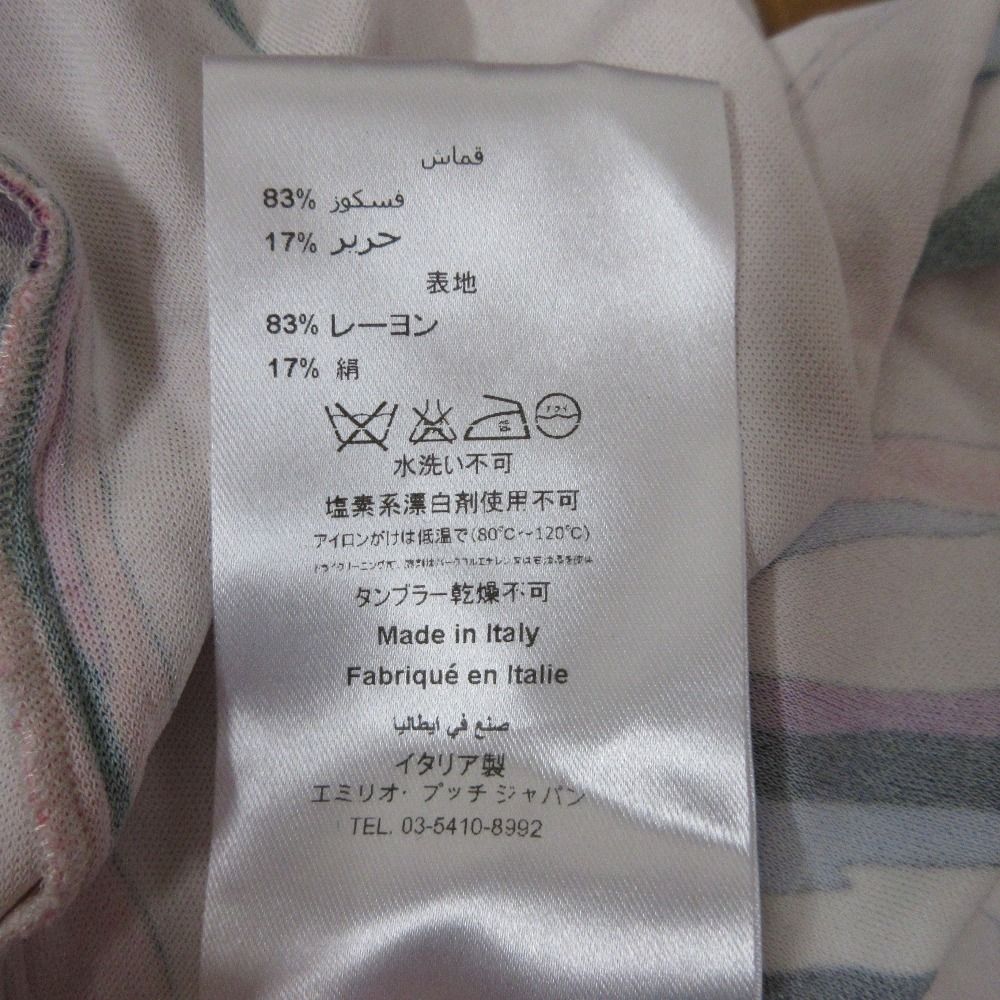 قماش
83% فسكوز
17% حرير
表地
83% レーヨン
17% 絹
水洗い不可
塩素系漂白剤使用不可
アイロンがけは低温で(80℃~120℃)
タンブラー乾燥不可
Made in Italy
Fabriqué en Italie
صنع في ايطاليا
イタリア製
エミリオ・プッチ ジャパン
TEL. 03-5410-8992